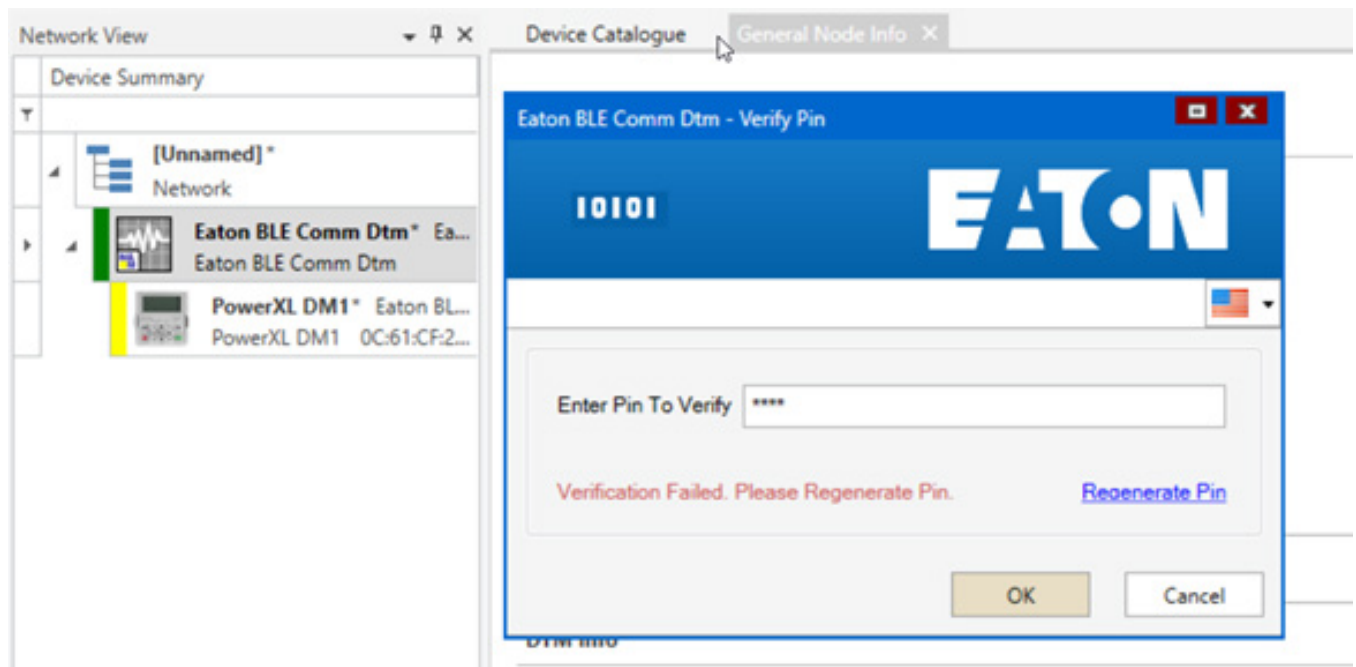 Network View
Device Catalogue
General Node Info
Device Summary
[Unnamed]*
Network
Eaton BLE Comm Dtm* Ea...
Eaton BLE Comm Dtm
PowerXL DM1* Eaton BL...
PowerXL DM1 0C:61:CF:2...
Eaton BLE Comm Dtm - Verify Pin
10101
EATON
Enter Pin To Verify ****
Verification Failed. Please Regenerate Pin.
Regenerate Pin
OK
Cancel
DTM Info